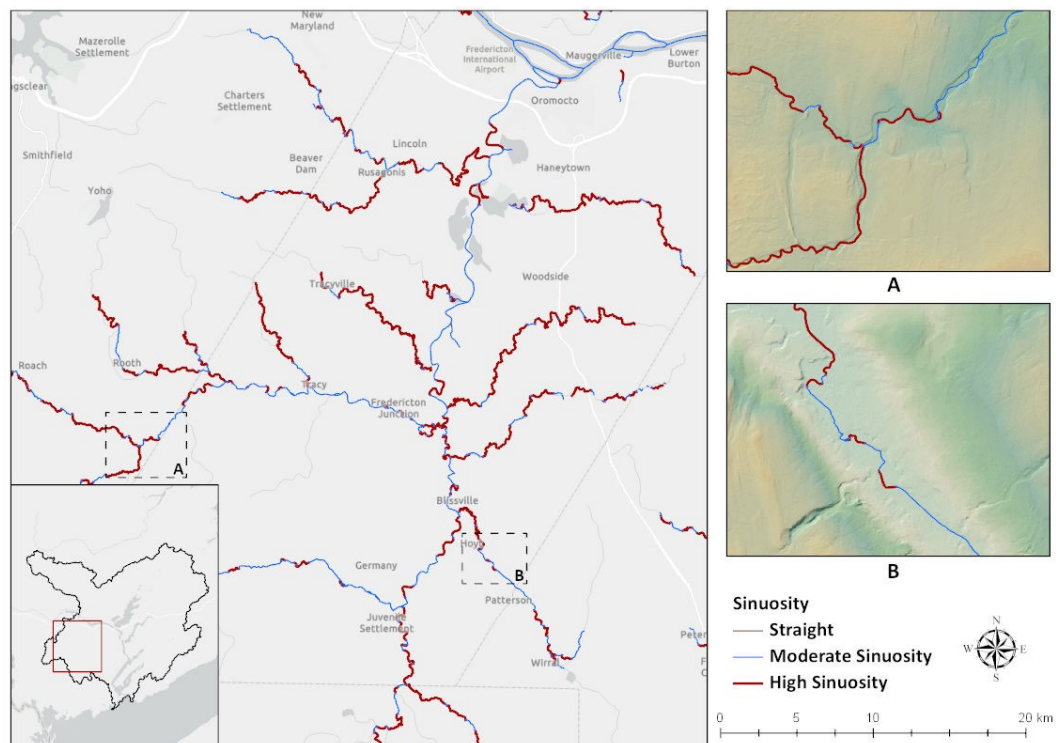 New
Maryland
Mazerolle
Settlement
Fredericton
International
Airport
Maugerville
Lower
Burton
Charters
Settlement
Oromocto
Smithfield
Lincoln
Beaver
Dam
Rusagonis
Haneytown
Yoho
Tracyville
Woodside
Roach
Rooth
Tracy
Fredericton
Junction
A
Blissville
Hoyt
Germany
B
Patterson
Juvenile
Settlement
Wirral
A
B
Sinuosity
Straight
Moderate Sinuosity
High Sinuosity
N
W
E
S
0
5
10
20 km